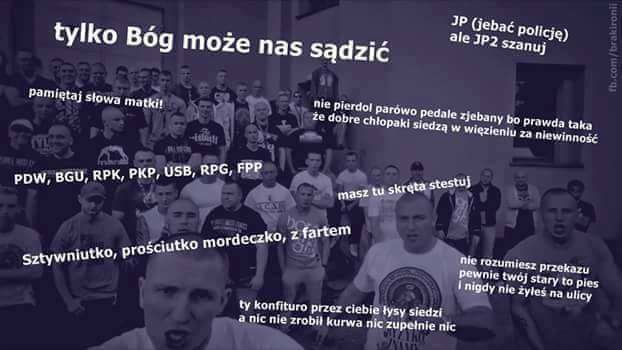 tylko Bóg może nas sądzić
JP (jebać policję)
ale JP2 szanuj
fb.com/brakironii
pamiętaj słowa matki!
nie pierdol parówo pedale zjebany bo prawda taka
że dobre chłopaki siedzą w więzieniu za niewinność
PDW, BGU, RPK, PKP, USB, RPG, FPP
masz tu skręta stestuj
Sztywniutko, prościutko mordeczko, z fartem
nie rozumiesz przekazu
pewnie twój stary to pies
i nigdy nie żyłeś na ulicy
ty konfituro przez ciebie łysy siedzi
a nic nie zrobił kurwa nic zupełnie nic